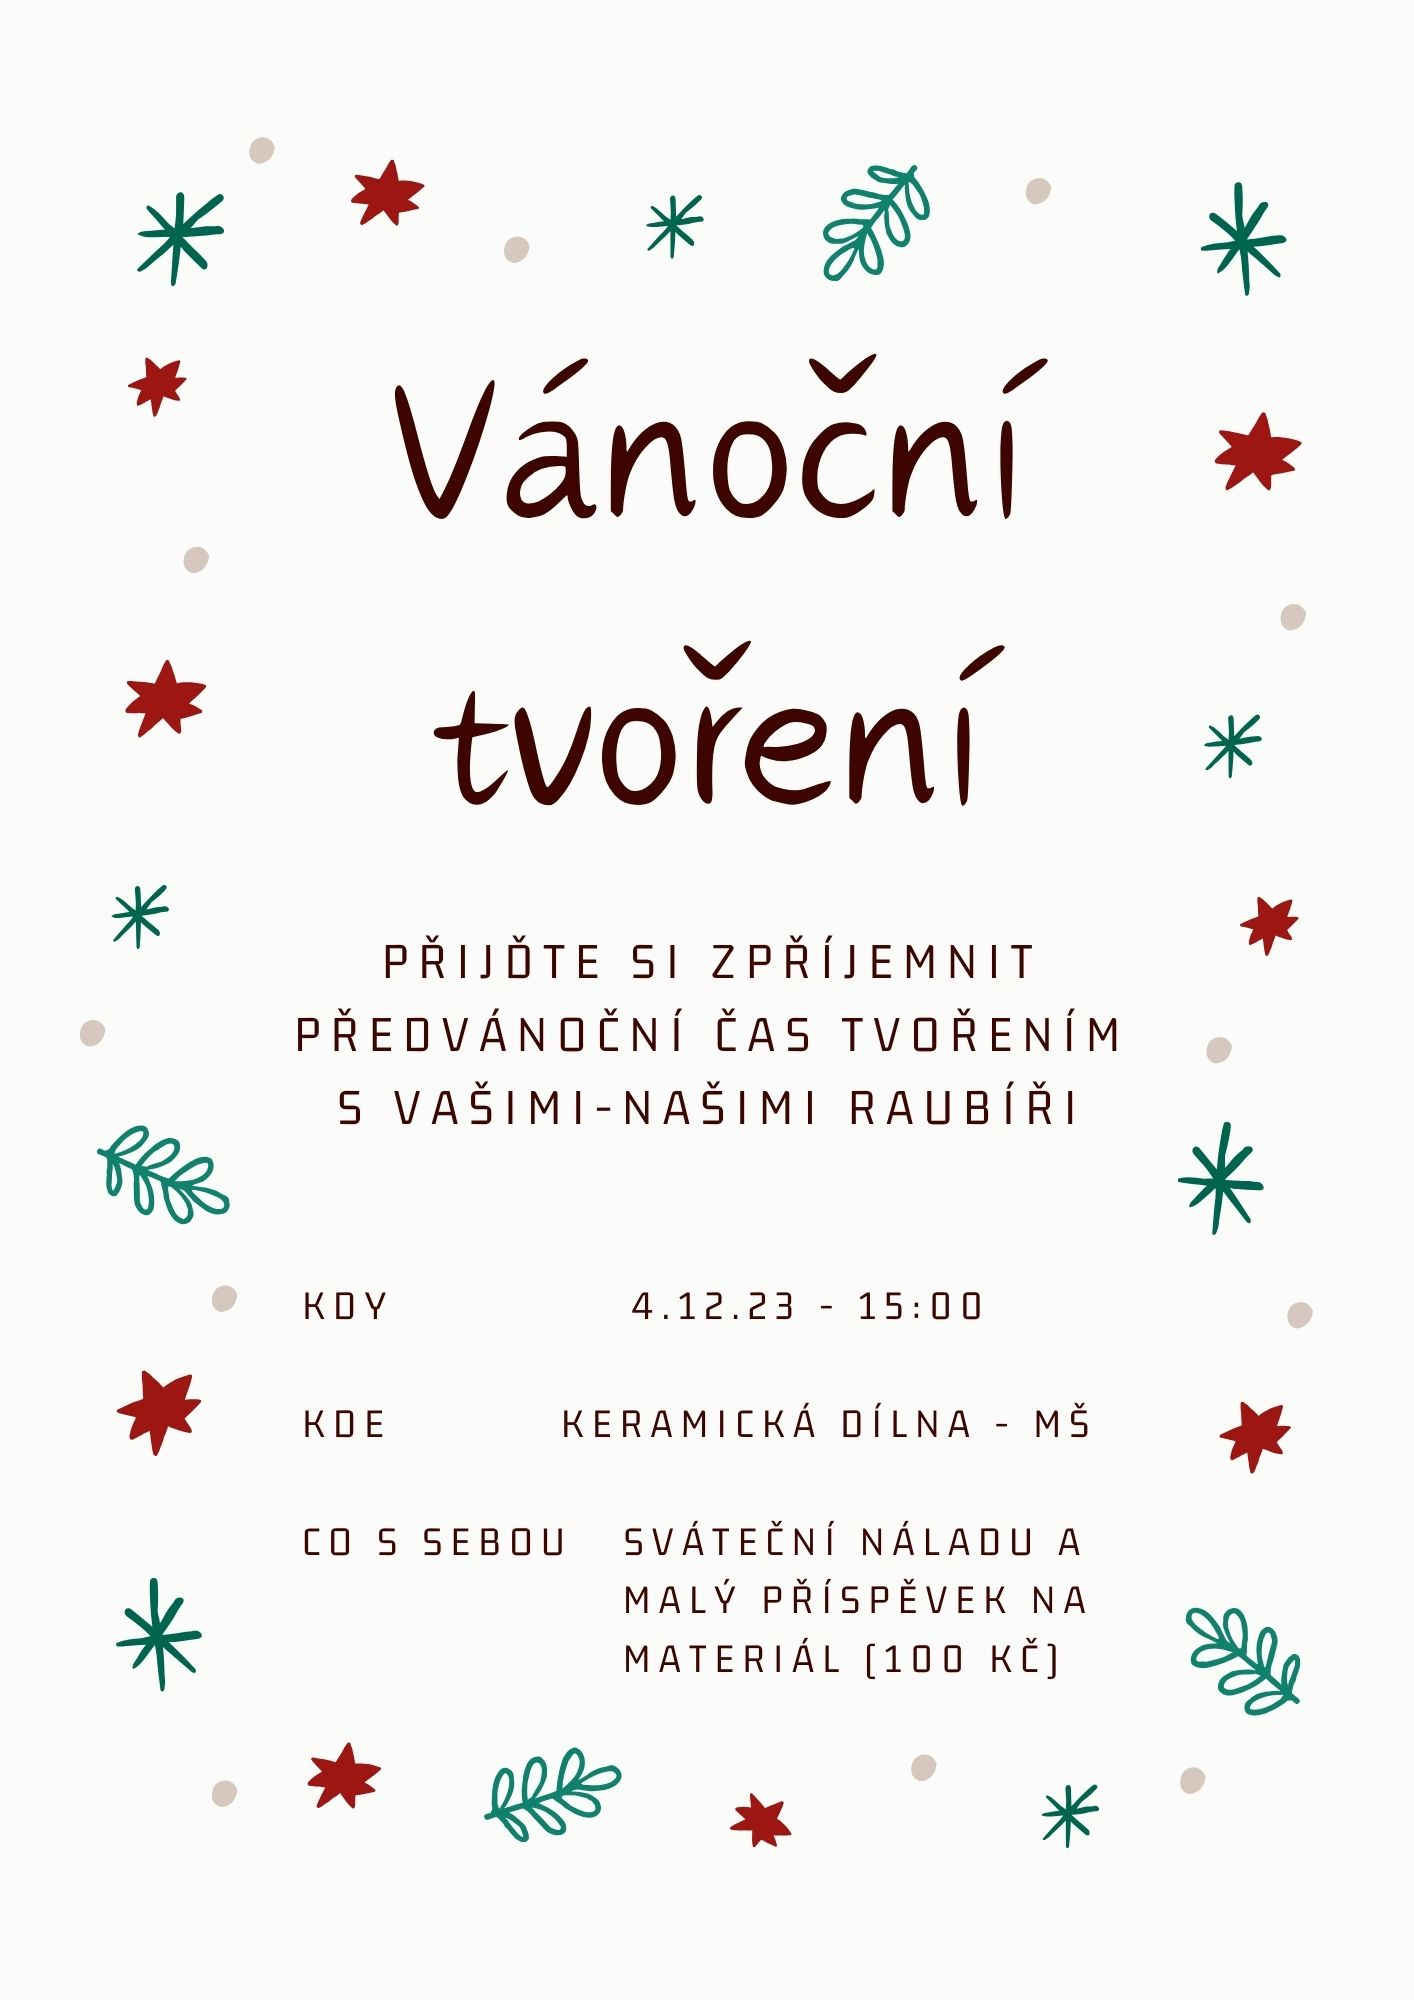 Vánoční
tvoření
PŘIJĎTE SI ZPŘÍJEMNIT
PŘEDVÁNOČNÍ ČAS TVOŘENÍM
S VAŠIMI-NAŠIMI RAUBÍŘI
KDY 4.12.23 - 15:00
KDE KERAMICKÁ DÍLNA - MŠ
CO S SEBOU SVÁTEČNÍ NÁLADU A
MALÝ PŘÍSPĚVEK NA
MATERIÁL (100 KČ)